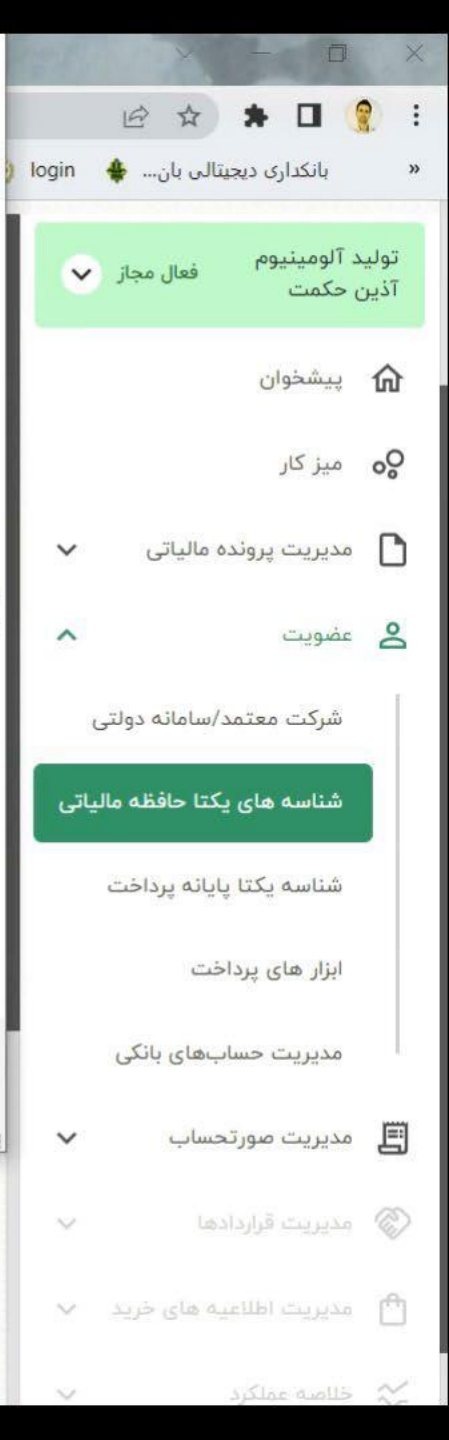 login
بانکداری دیجیتالی بان...
»
تولید آلومینیوم
آذین حکمت
فعال مجاز
پیشخوان
میز کار
مدیریت پرونده مالیاتی
عضویت
شرکت معتمد/سامانه دولتی
شناسه های یکتا حافظه مالیاتی
شناسه یکتا پایانه پرداخت
ابزار های پرداخت
مدیریت حساب‌های بانکی
مدیریت صورتحساب
مدیریت قراردادها
مدیریت اطلاعیه های خرید
خلاصه عملکرد